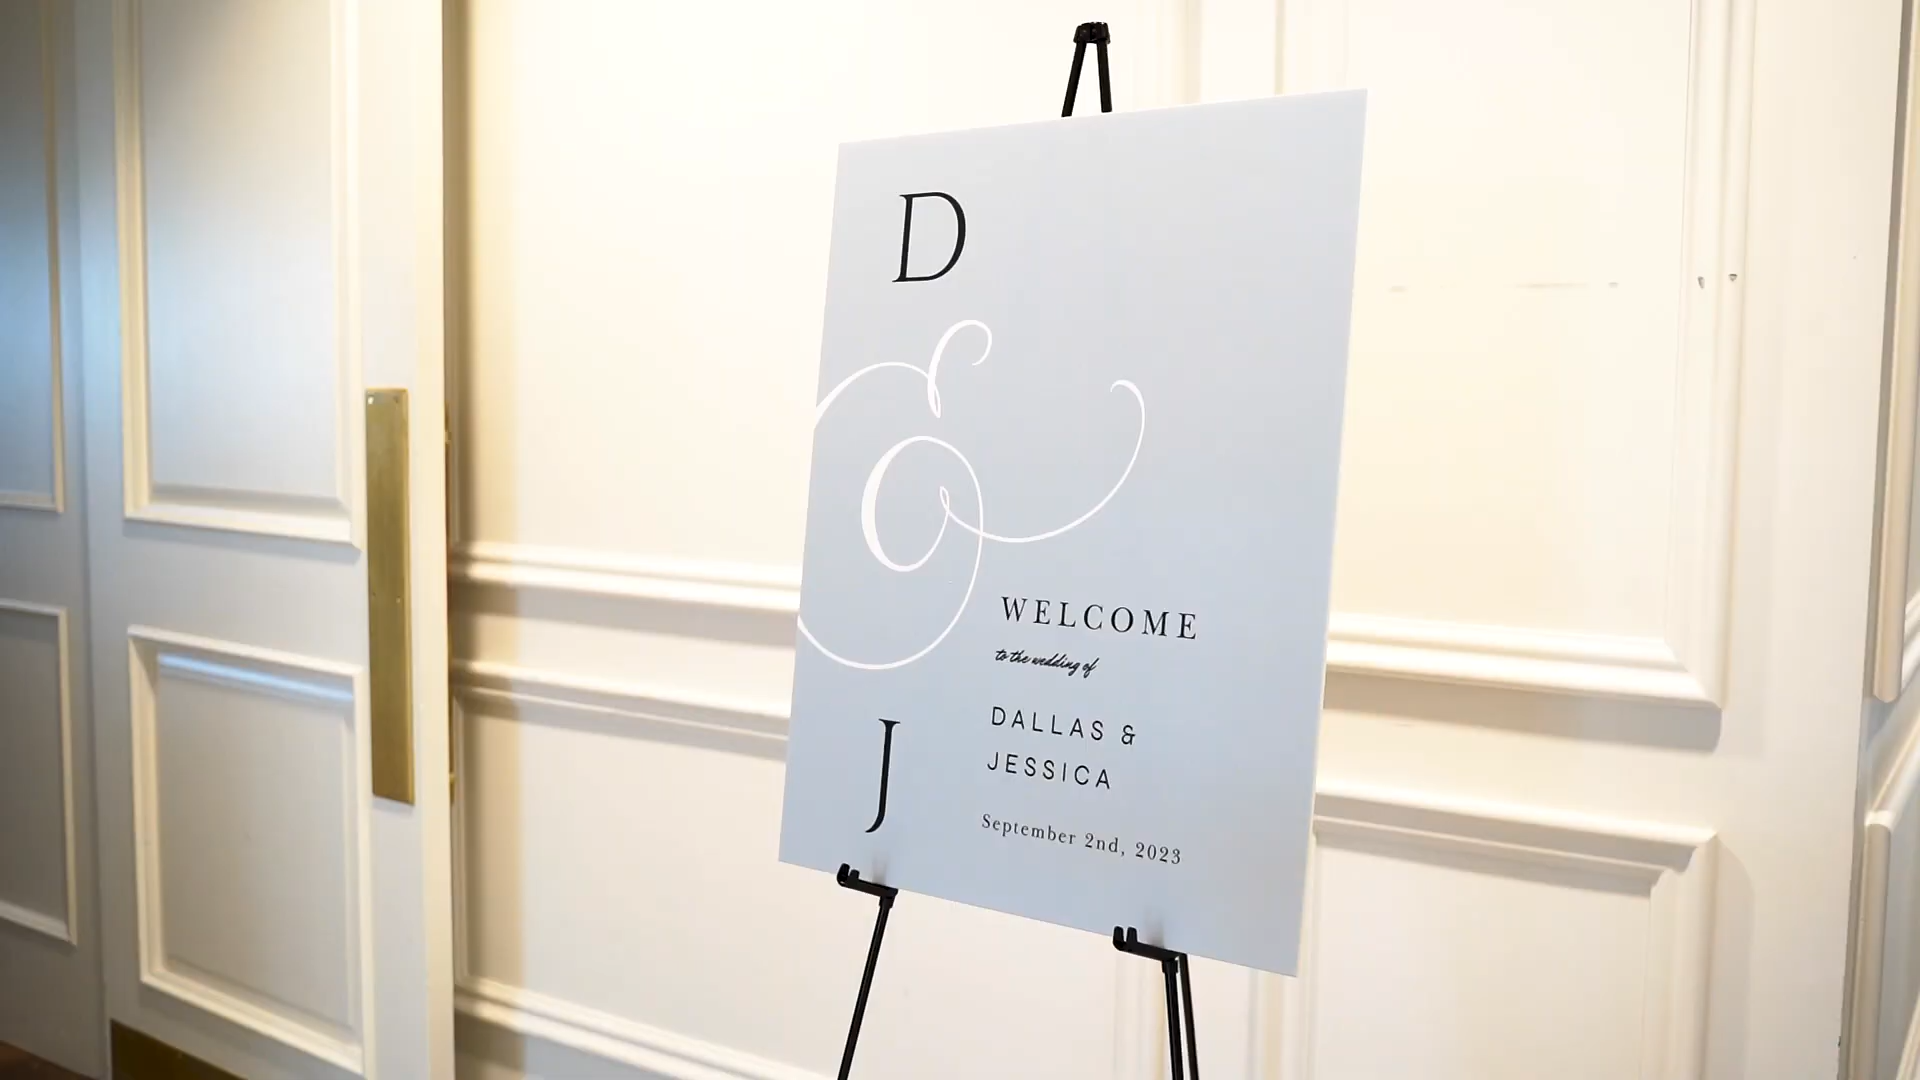 D
&
J
WELCOME
to the wedding of
DALLAS &
JESSICA
September 2nd, 2023